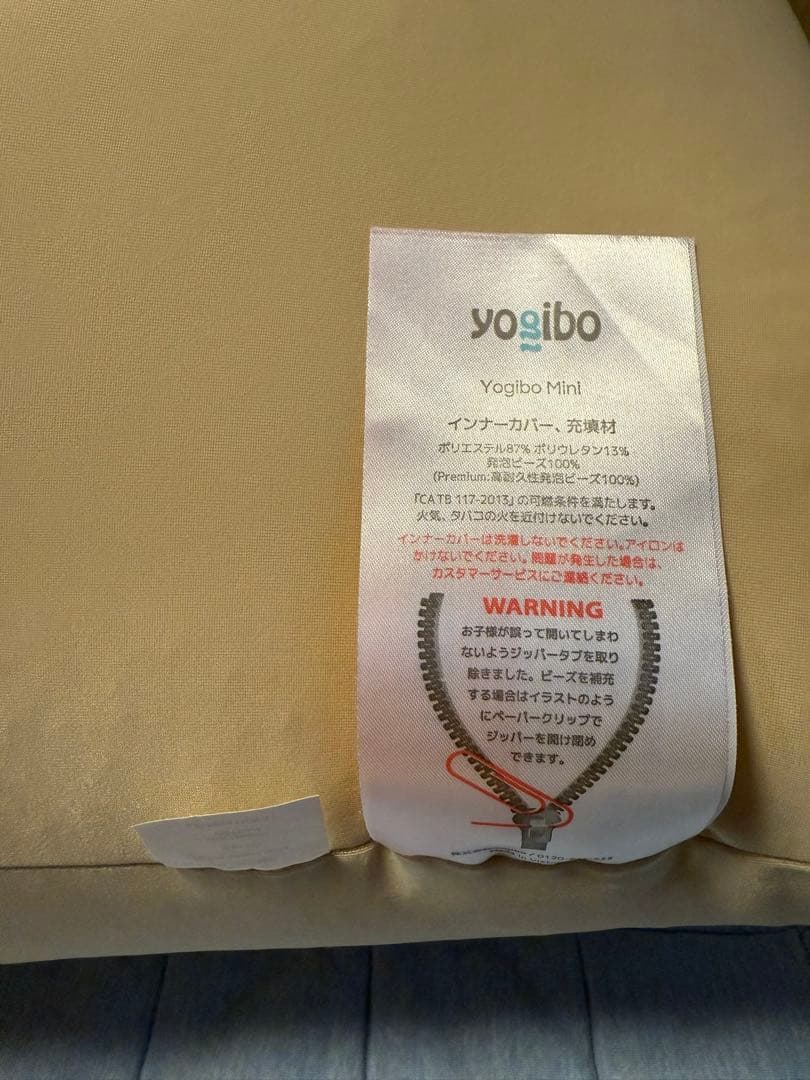 yogibo
Yogibo Mini
インナーカバー、充填材
ポリエステル87% ポリウレタン13%
発泡ビーズ100%
(Premium:高耐久性発泡ビーズ100%)
「CATB 117-2013」の可燃条件を満たします。
火気、タバコの火を近付けないでください。
インナーカバーは洗濯しないでください。アイロンは
かけないでください。問題が発生した場合は、
カスタマーサービスにご連絡ください。
WARNING
お子様が誤って開いてしまわ
ないようジッパータブを取り
除きました。ビーズを補充
する場合はイラストのよう
にペーパークリップで
ジッパーを開け閉め
できます。